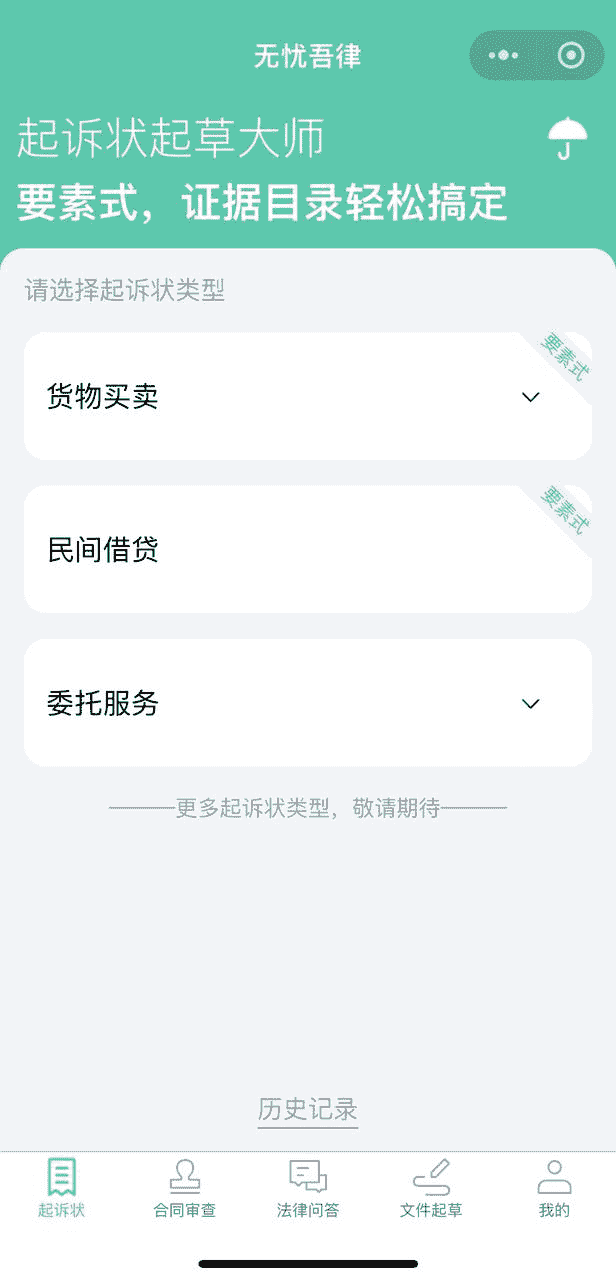 无忧吾律
起诉状起草大师
要素式，证据目录轻松搞定
请选择起诉状类型
要素式
货物买卖
要素式
民间借贷
委托服务
更多起诉状类型，敬请期待
历史记录
起诉状
合同审查
法律问答
文件起草
我的